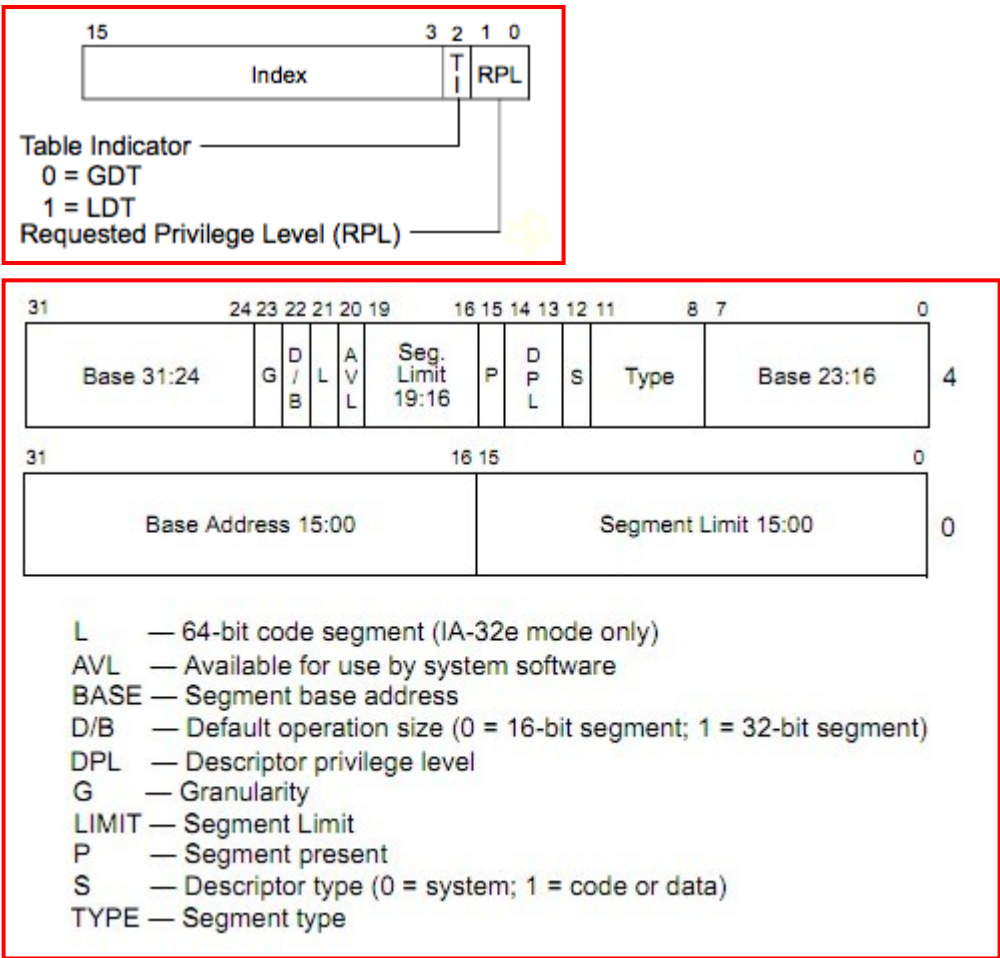 15 3 2 1 0
Index T I RPL
Table Indicator
0 = GDT
1 = LDT
Requested Privilege Level (RPL)
31 24 23 22 21 20 19 16 15 14 13 12 11 8 7 0
Base 31:24 G D / B L A V L Seg. Limit 19:16 P D P L S Type Base 23:16 4
31 16 15 0
Base Address 15:00 Segment Limit 15:00 0
L — 64-bit code segment (IA-32e mode only)
AVL — Available for use by system software
BASE — Segment base address
D/B — Default operation size (0 = 16-bit segment; 1 = 32-bit segment)
DPL — Descriptor privilege level
G — Granularity
LIMIT — Segment Limit
P — Segment present
S — Descriptor type (0 = system; 1 = code or data)
TYPE — Segment type